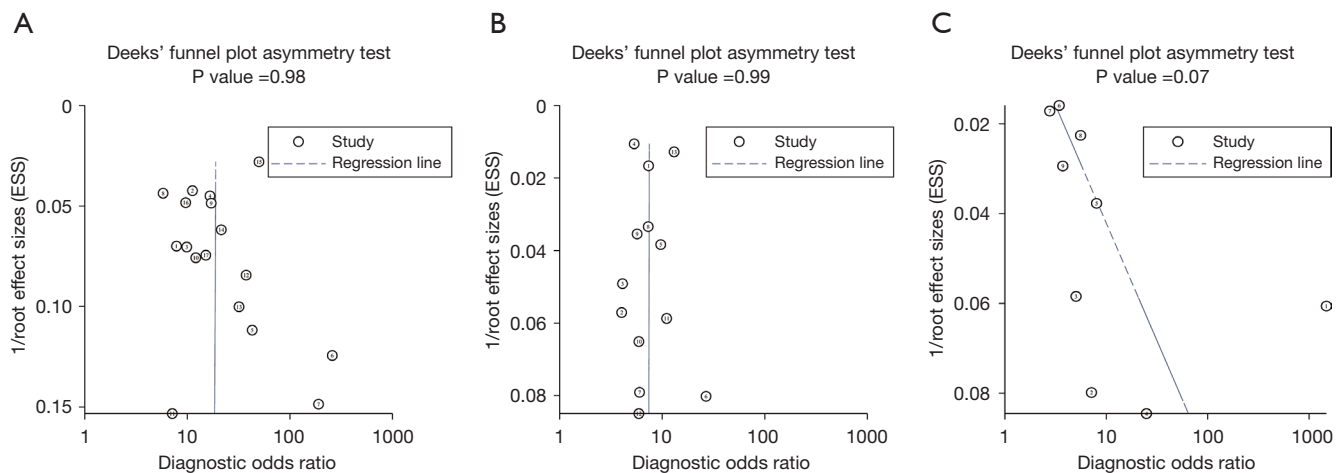 A
Deeks' funnel plot asymmetry test
P value =0.98
1/root effect sizes (ESS)
0
0.05
0.10
0.15
Study
Regression line
1
10
100
1000
Diagnostic odds ratio
B
Deeks' funnel plot asymmetry test
P value =0.99
1/root effect sizes (ESS)
0
0.02
0.04
0.06
0.08
Study
Regression line
1
10
100
1000
Diagnostic odds ratio
C
Deeks' funnel plot asymmetry test
P value =0.07
1/root effect sizes (ESS)
0.02
0.04
0.06
0.08
Study
Regression line
1
10
100
1000
Diagnostic odds ratio